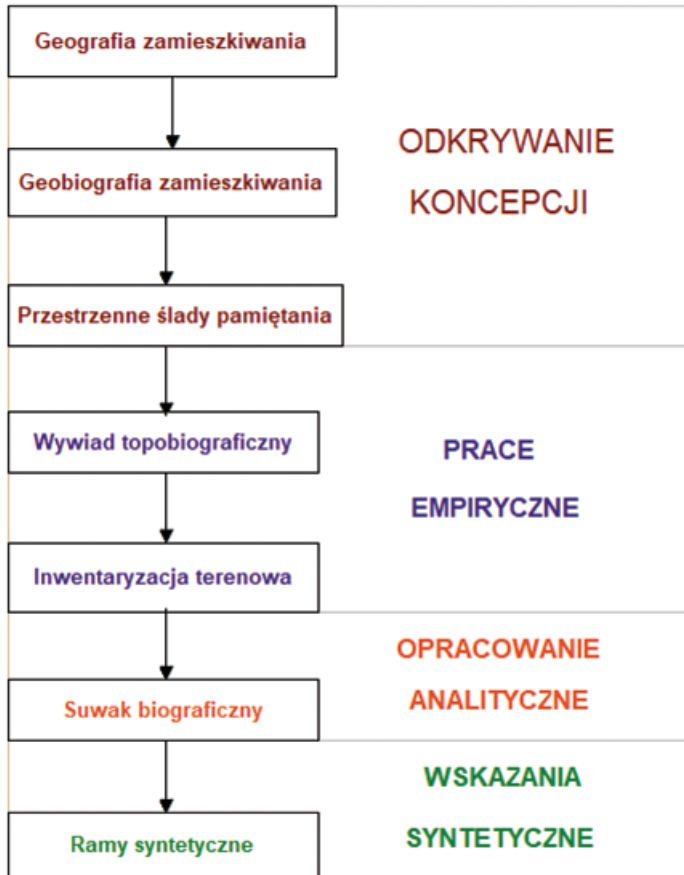 Geografia zamieszkiwania
ODKRYWANIE
KONCEPCJI
Geobiografia zamieszkiwania
Przestrzenne ślady pamiętania
Wywiad topobiograficzny
PRACE
EMPIRYCZNE
Inwentaryzacja terenowa
OPRACOWANIE
ANALITYCZNE
Suwak biograficzny
WSKAZANIA
SYNTETYCZNE
Ramy syntetyczne